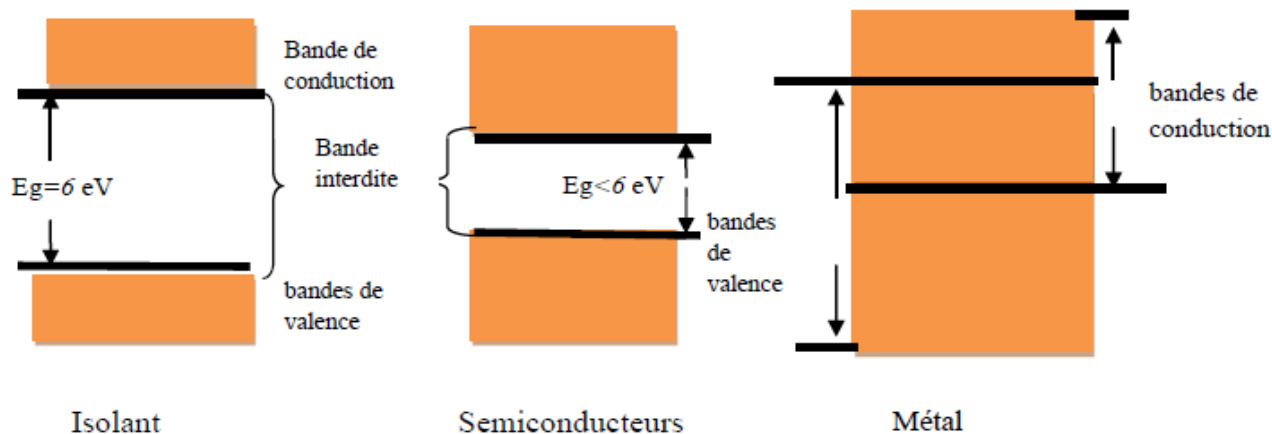 Bande de
conduction
Eg=6 eV
Bande
interdite
bandes de
valence
Isolant
Eg<6 eV
bandes
de
valence
Semiconducteurs
bandes de
conduction
Métal